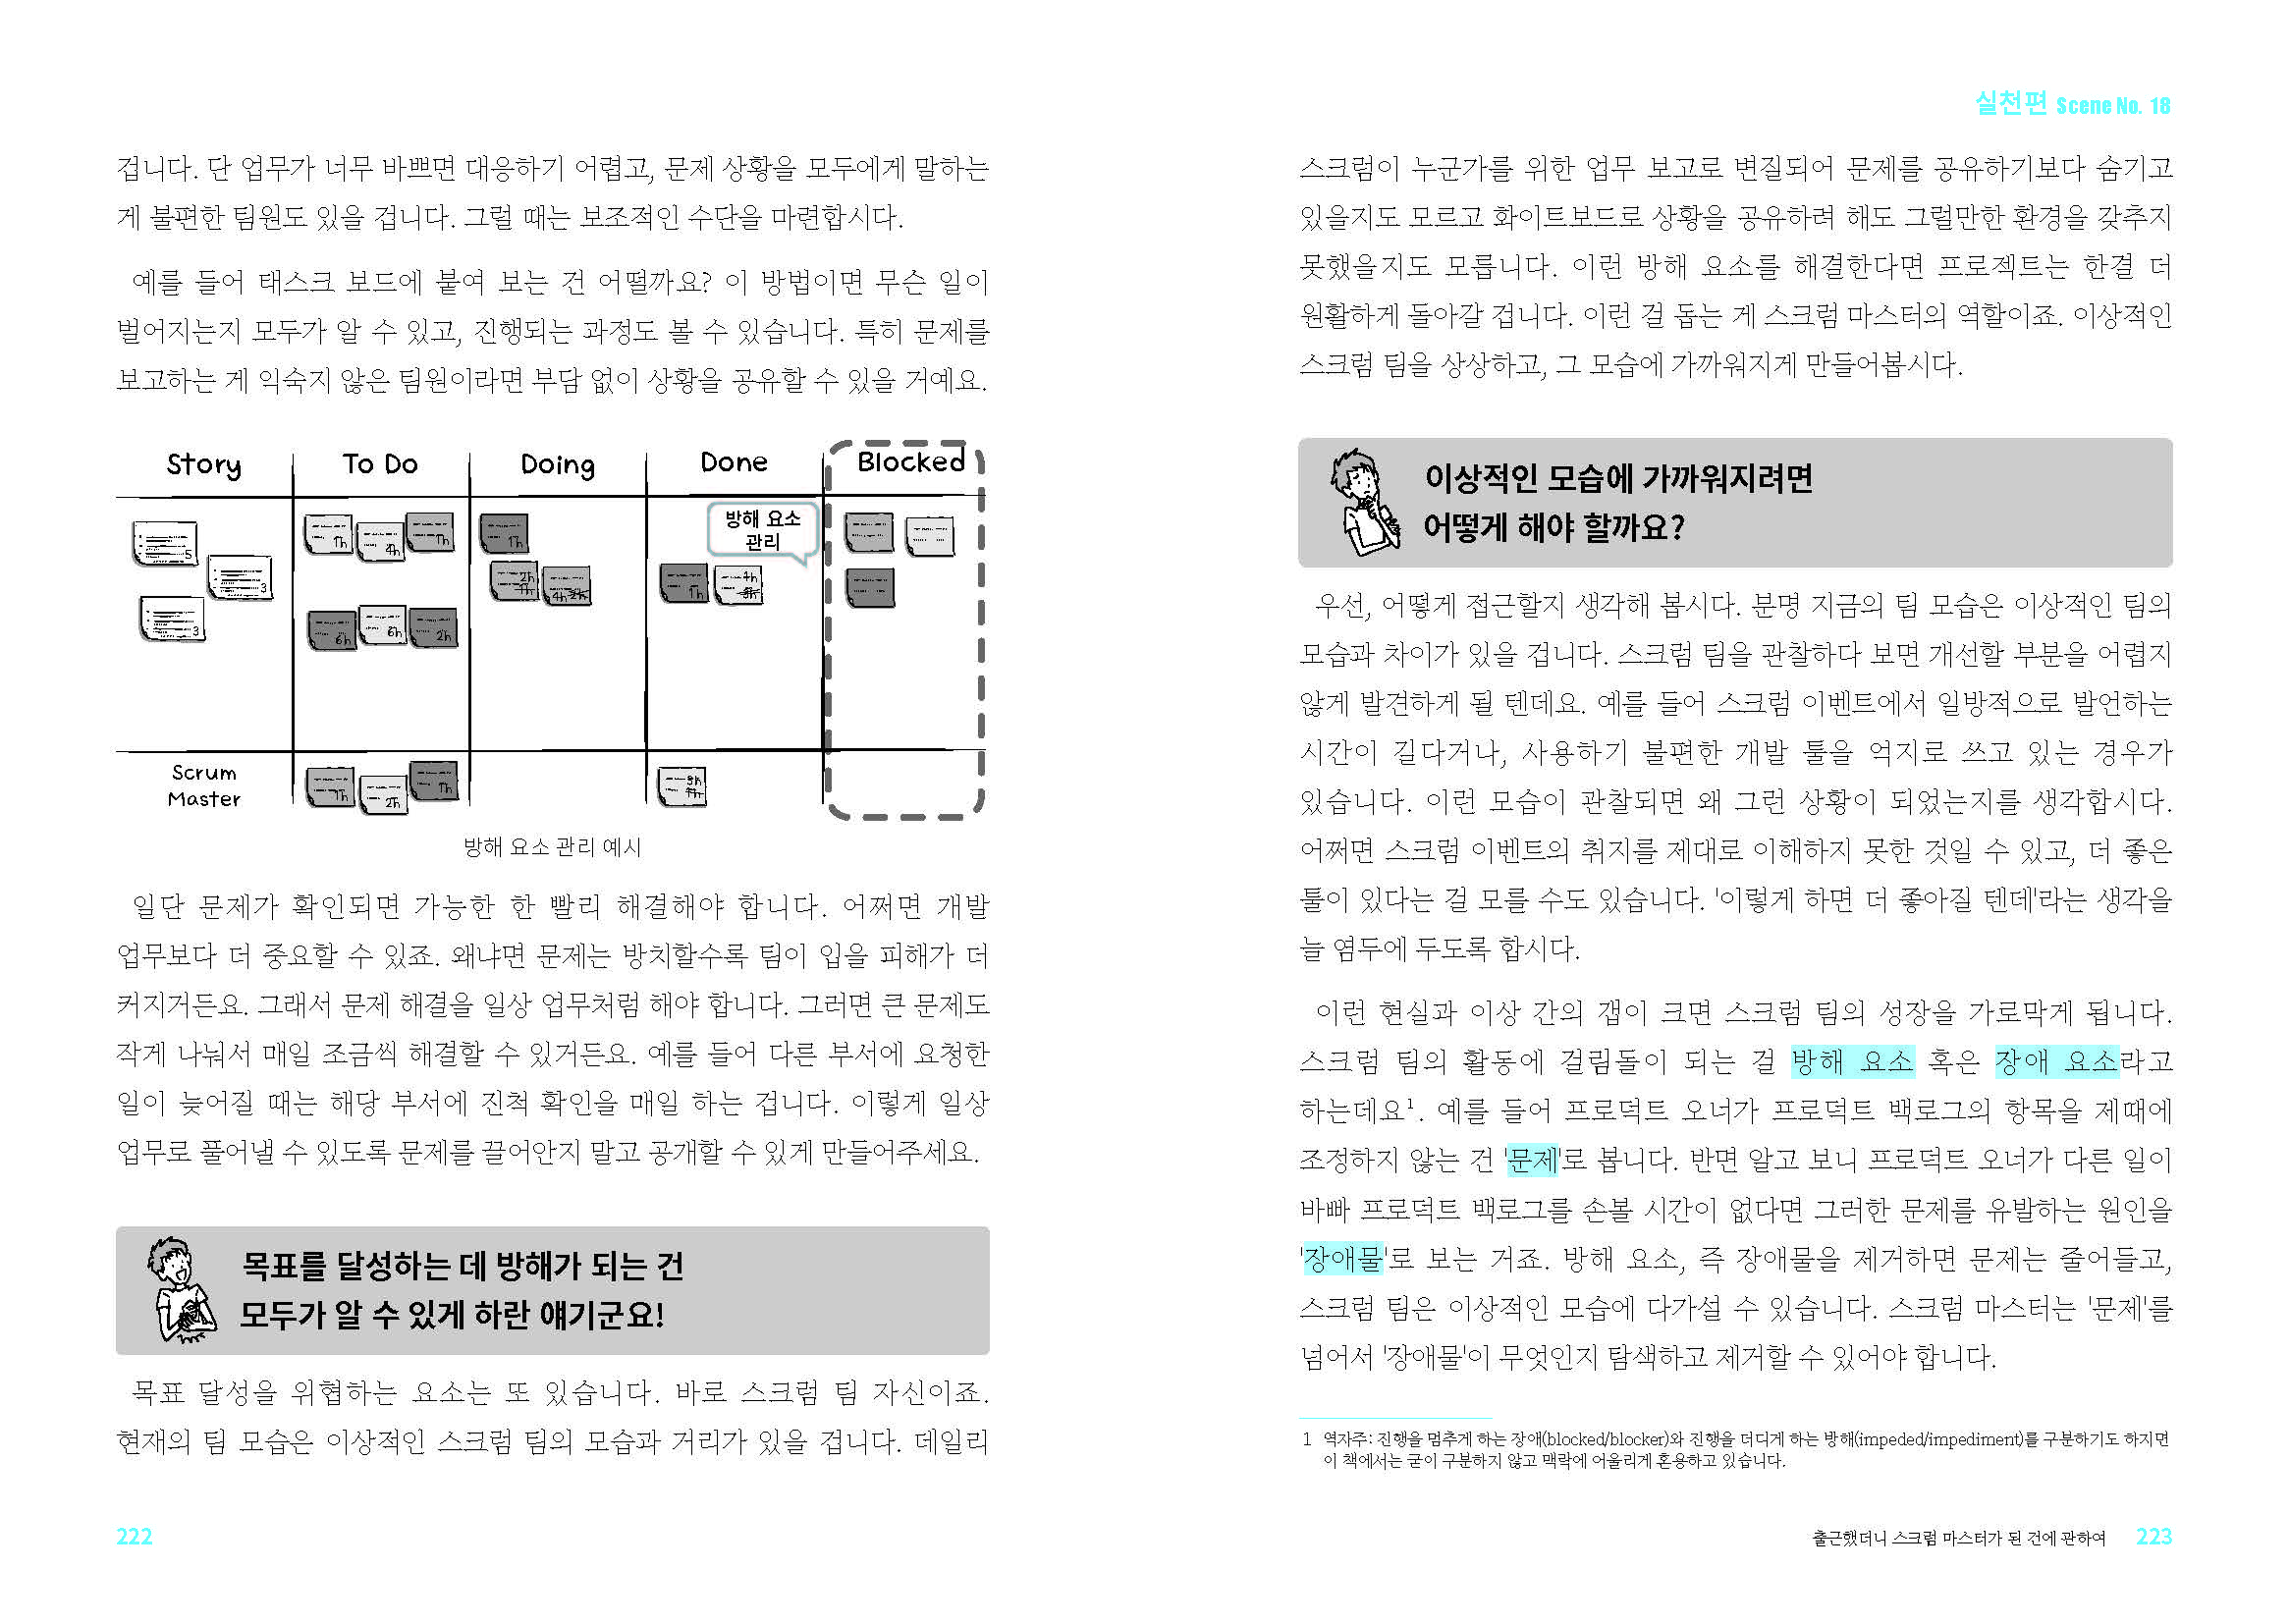 겁니다. 단 업무가 너무 바쁘면 대응하기 어렵고, 문제 상황을 모두에게 말하는
게 불편한 팀원도 있을 겁니다. 그럴 때는 보조적인 수단을 마련합시다.
예를 들어 태스크 보드에 붙여 보는 건 어떨까요? 이 방법이면 무슨 일이
벌어지는지 모두가 알 수 있고, 진행되는 과정도 볼 수 있습니다. 특히 문제를
보고하는 게 익숙지 않은 팀원이라면 부담 없이 상황을 공유할 수 있을 거예요.
Story To Do Doing Done Blocked
방해 요소
관리
5
3
3
1h 4h 1h
6h 6h 2h
1h
2h 1h
4h 2h
1h
1h 3h
Scrum
Master
7h 2h 1h
3h
방해 요소 관리 예시
일단 문제가 확인되면 가능한 한 빨리 해결해야 합니다. 어쩌면 개발
업무보다 더 중요할 수 있죠. 왜냐면 문제는 방치할수록 팀이 입을 피해가 더
커지거든요. 그래서 문제 해결을 일상 업무처럼 해야 합니다. 그러면 큰 문제도
작게 나눠서 매일 조금씩 해결할 수 있거든요. 예를 들어 다른 부서에 요청한
일이 늦어질 때는 해당 부서에 진척 확인을 매일 하는 겁니다. 이렇게 일상
업무로 풀어낼 수 있도록 문제를 끌어안지 말고 공개할 수 있게 만들어주세요.
목표를 달성하는 데 방해가 되는 건
모두가 알 수 있게 하란 얘기군요!
목표 달성을 위협하는 요소는 또 있습니다. 바로 스크럼 팀 자신이죠.
현재의 팀 모습은 이상적인 스크럼 팀의 모습과 거리가 있을 겁니다. 데일리
222
실천편 Scene No. 18
스크럼이 누군가를 위한 업무 보고로 변질되어 문제를 공유하기보다 숨기고
있을지도 모르고 화이트보드로 상황을 공유하려 해도 그럴만한 환경을 갖추지
못했을지도 모릅니다. 이런 방해 요소를 해결한다면 프로젝트는 한결 더
원활하게 돌아갈 겁니다. 이런 걸 돕는 게 스크럼 마스터의 역할이죠. 이상적인
스크럼 팀을 상상하고, 그 모습에 가까워지게 만들어봅시다.
이상적인 모습에 가까워지려면
어떻게 해야 할까요?
우선, 어떻게 접근할지 생각해 봅시다. 분명 지금의 팀 모습은 이상적인 팀의
모습과 차이가 있을 겁니다. 스크럼 팀을 관찰하다 보면 개선할 부분을 어렵지
않게 발견하게 될 텐데요. 예를 들어 스크럼 이벤트에서 일방적으로 발언하는
시간이 길다거나, 사용하기 불편한 개발 툴을 억지로 쓰고 있는 경우가
있습니다. 이런 모습이 관찰되면 왜 그런 상황이 되었는지를 생각합시다.
어쩌면 스크럼 이벤트의 취지를 제대로 이해하지 못한 것일 수 있고, 더 좋은
툴이 있다는 걸 모를 수도 있습니다. '이렇게 하면 더 좋아질 텐데'라는 생각을
늘 염두에 두도록 합시다.
이런 현실과 이상 간의 갭이 크면 스크럼 팀의 성장을 가로막게 됩니다.
스크럼 팀의 활동에 걸림돌이 되는 걸 방해 요소 혹은 장애 요소라고
하는데요¹. 예를 들어 프로덕트 오너가 프로덕트 백로그의 항목을 제때에
조정하지 않는 건 '문제'로 봅니다. 반면 알고 보니 프로덕트 오너가 다른 일이
바빠 프로덕트 백로그를 손볼 시간이 없다면 그러한 문제를 유발하는 원인을
'장애물'로 보는 거죠. 방해 요소, 즉 장애물을 제거하면 문제는 줄어들고,
스크럼 팀은 이상적인 모습에 다가설 수 있습니다. 스크럼 마스터는 '문제'를
넘어서 '장애물'이 무엇인지 탐색하고 제거할 수 있어야 합니다.
1 역자주: 진행을 멈추게 하는 장애(blocked/blocker)와 진행을 더디게 하는 방해(impeded/impediment)를 구분하기도 하지만
이 책에서는 굳이 구분하지 않고 맥락에 어울리게 혼용하고 있습니다.
출근했더니 스크럼 마스터가 된 건에 관하여 223